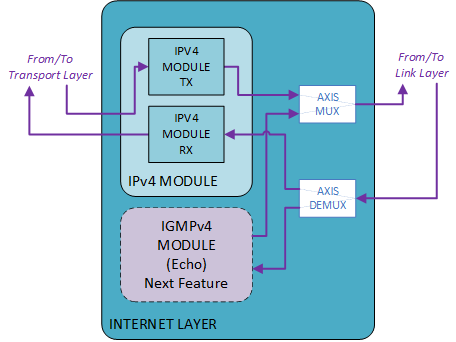 From/To
Transport Layer
IPV4
MODULE
TX
IPV4
MODULE
RX
IPv4 MODULE
AXIS
MUX
From/To
Link Layer
AXIS
DEMUX
IGMPv4
MODULE
(Echo)
Next Feature
INTERNET LAYER